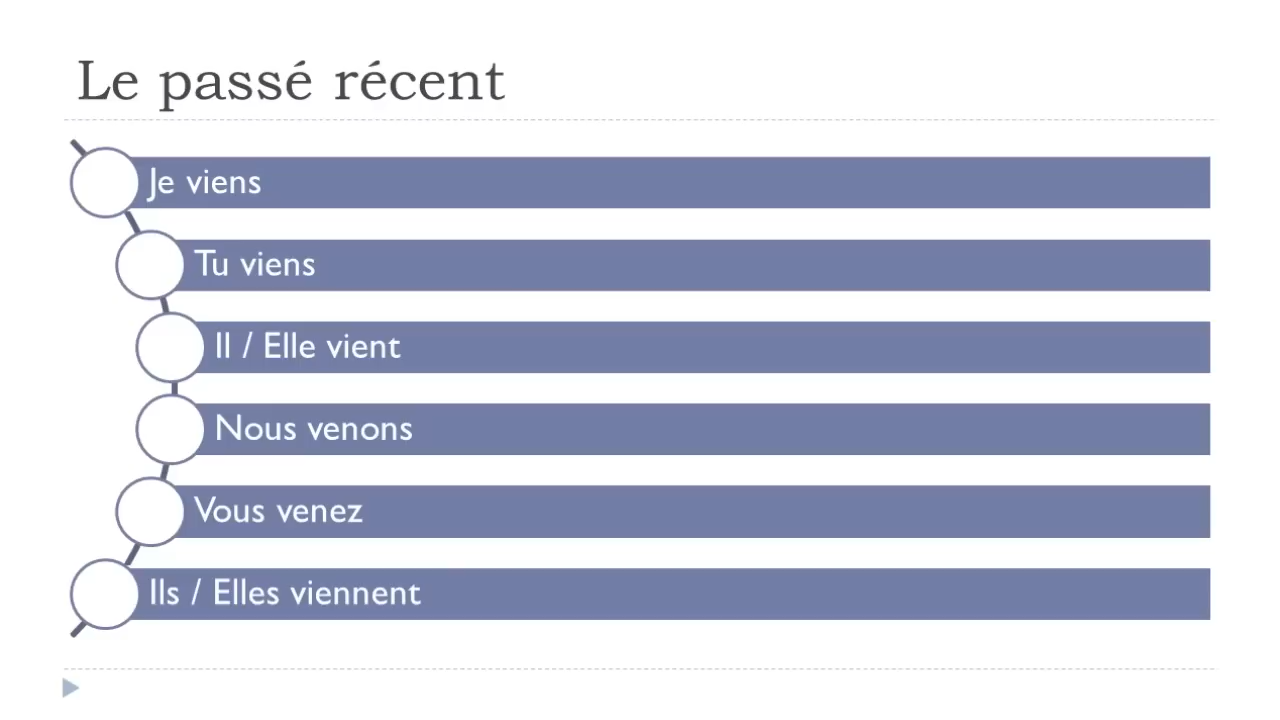 Le passé récent
Je viens
Tu viens
Il / Elle vient
Nous venons
Vous venez
Ils / Elles viennent